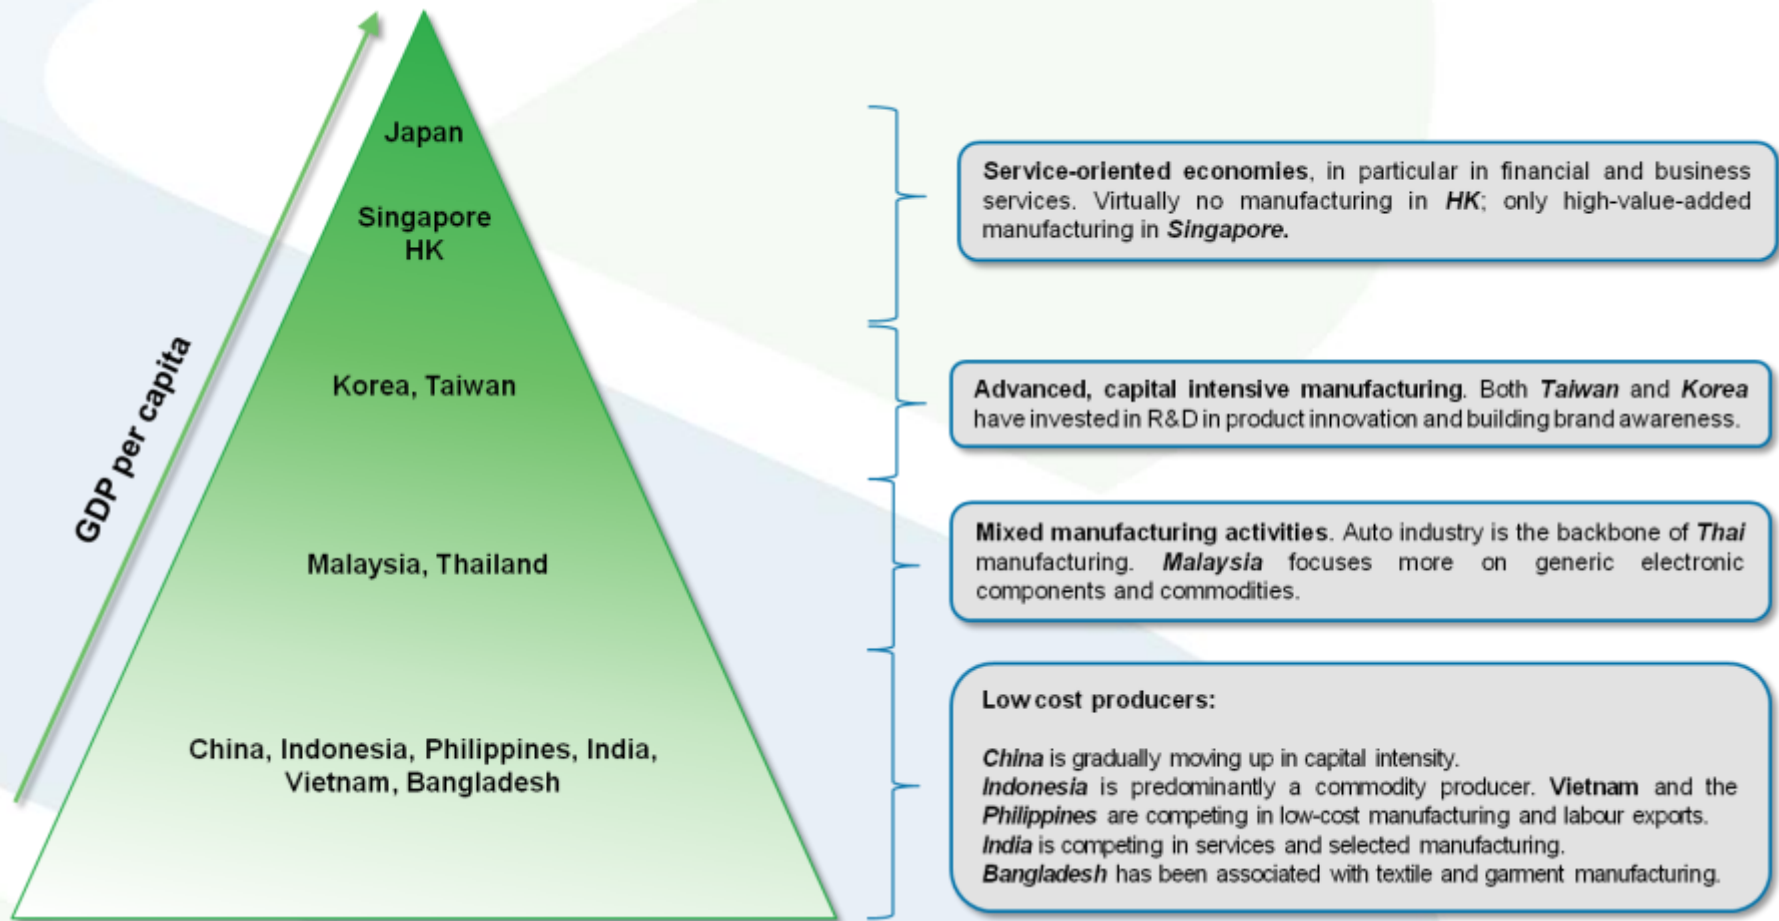 GDP per capita
Japan
Singapore
HK
Korea, Taiwan
Malaysia, Thailand
China, Indonesia, Philippines, India,
Vietnam, Bangladesh
Service-oriented economies, in particular in financial and business
services. Virtually no manufacturing in HK; only high-value-added
manufacturing in Singapore.
Advanced, capital intensive manufacturing. Both Taiwan and Korea
have invested in R&D in product innovation and building brand awareness.
Mixed manufacturing activities. Auto industry is the backbone of Thai
manufacturing. Malaysia focuses more on generic electronic
components and commodities.
Low cost producers:
China is gradually moving up in capital intensity.
Indonesia is predominantly a commodity producer. Vietnam and the
Philippines are competing in low-cost manufacturing and labour exports.
India is competing in services and selected manufacturing.
Bangladesh has been associated with textile and garment manufacturing.